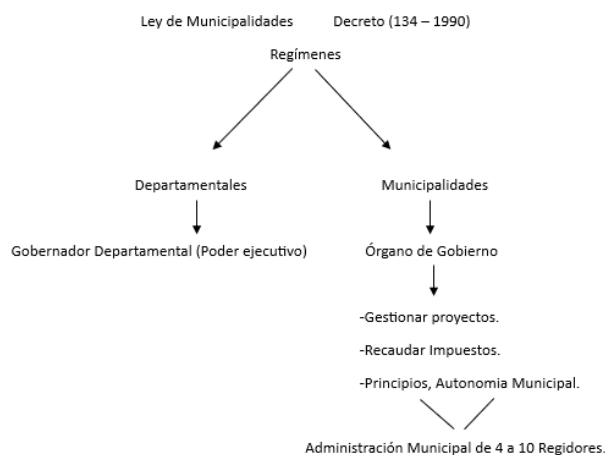 Ley de Municipalidades Decreto (134 – 1990)
Regímenes
Departamentales Municipalidades
Gobernador Departamental (Poder ejecutivo) Órgano de Gobierno
-Gestionar proyectos.
-Recaudar Impuestos.
-Principios, Autonomia Municipal.
Administración Municipal de 4 a 10 Regidores.